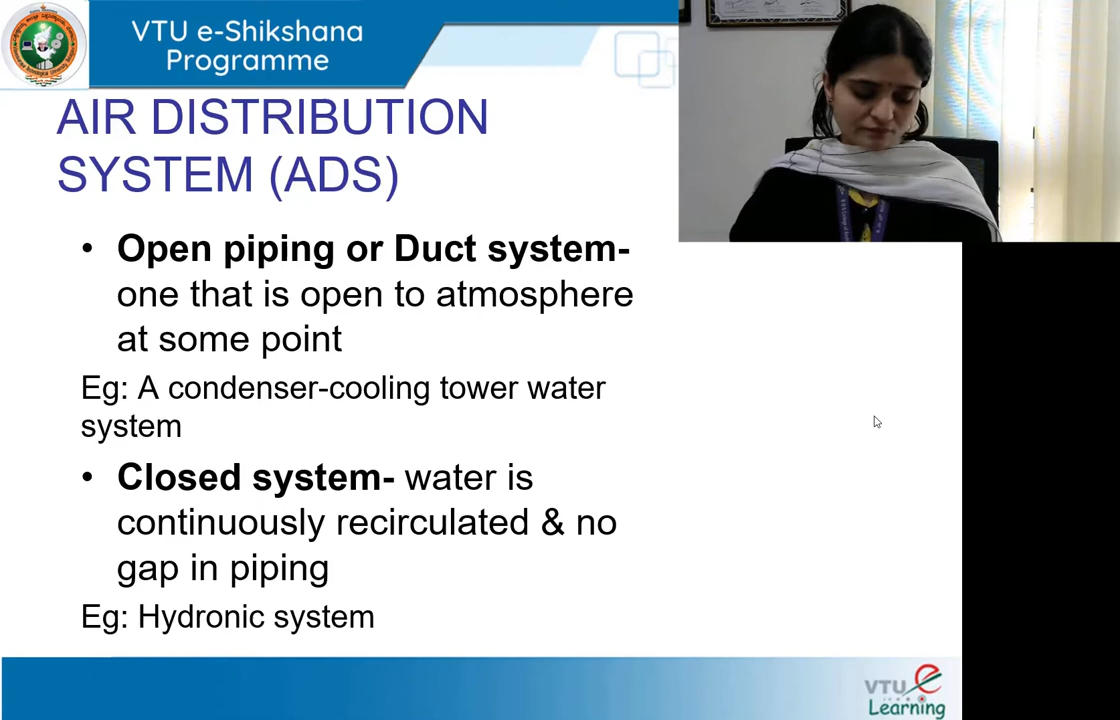 VTU e-Shikshana
Programme
AIR DISTRIBUTION
SYSTEM (ADS)
• Open piping or Duct system-
one that is open to atmosphere
at some point
Eg: A condenser-cooling tower water
system
• Closed system- water is
continuously recirculated & no
gap in piping
Eg: Hydronic system
VTU e
Learning